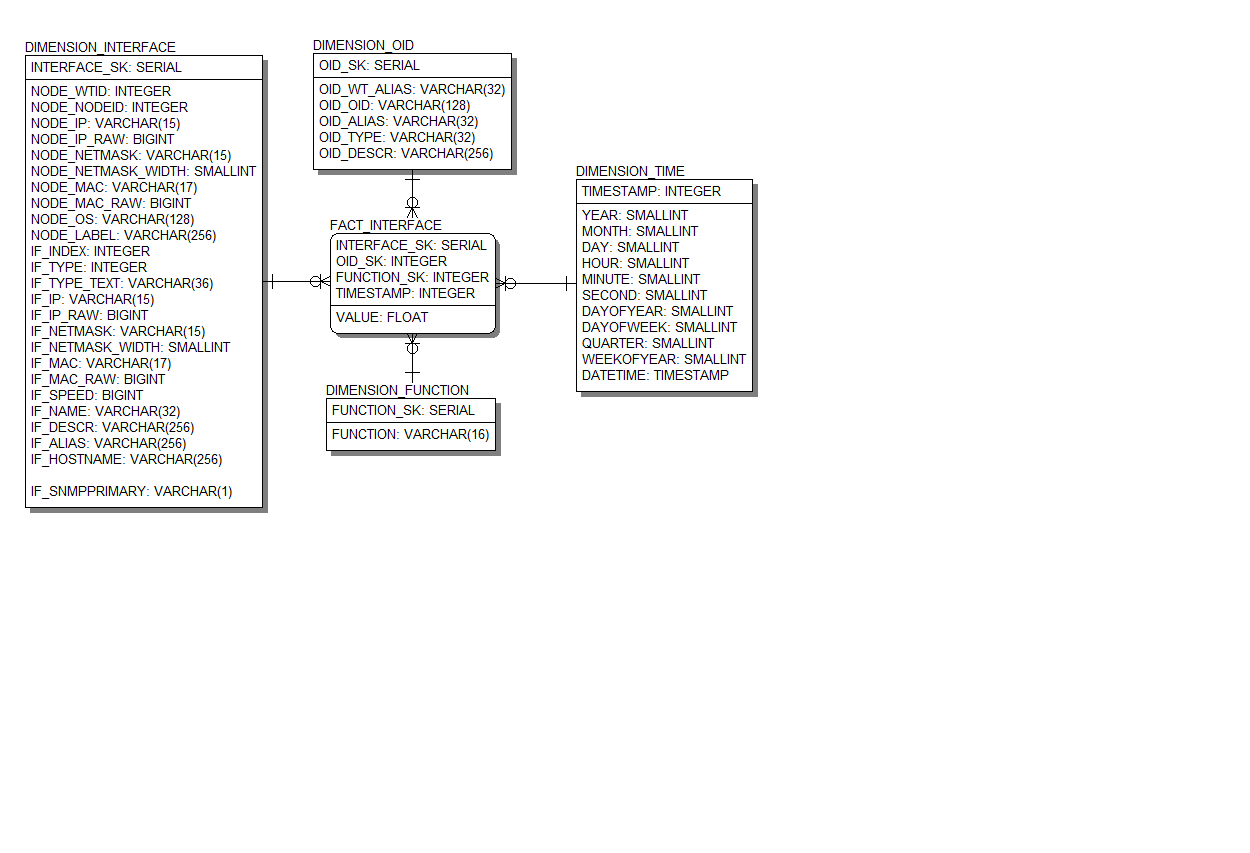 DIMENSION_INTERFACE
INTERFACE_SK: SERIAL
NODE_WTID: INTEGER
NODE_NODEID: INTEGER
NODE_IP: VARCHAR(15)
NODE_IP_RAW: BIGINT
NODE_NETMASK: VARCHAR(15)
NODE_NETMASK_WIDTH: SMALLINT
NODE_MAC: VARCHAR(17)
NODE_MAC_RAW: BIGINT
NODE_OS: VARCHAR(128)
NODE_LABEL: VARCHAR(256)
IF_INDEX: INTEGER
IF_TYPE: INTEGER
IF_TYPE_TEXT: VARCHAR(36)
IF_IP: VARCHAR(15)
IF_IP_RAW: BIGINT
IF_NETMASK: VARCHAR(15)
IF_NETMASK_WIDTH: SMALLINT
IF_MAC: VARCHAR(17)
IF_MAC_RAW: BIGINT
IF_SPEED: BIGINT
IF_NAME: VARCHAR(32)
IF_DESCR: VARCHAR(256)
IF_ALIAS: VARCHAR(256)
IF_HOSTNAME: VARCHAR(256)
IF_SNMPPRIMARY: VARCHAR(1)
DIMENSION_OID
OID_SK: SERIAL
OID_WT_ALIAS: VARCHAR(32)
OID_OID: VARCHAR(128)
OID_ALIAS: VARCHAR(32)
OID_TYPE: VARCHAR(32)
OID_DESCR: VARCHAR(256)
FACT_INTERFACE
INTERFACE_SK: SERIAL
OID_SK: INTEGER
FUNCTION_SK: INTEGER
TIMESTAMP: INTEGER
VALUE: FLOAT
DIMENSION_FUNCTION
FUNCTION_SK: SERIAL
FUNCTION: VARCHAR(16)
DIMENSION_TIME
TIMESTAMP: INTEGER
YEAR: SMALLINT
MONTH: SMALLINT
DAY: SMALLINT
HOUR: SMALLINT
MINUTE: SMALLINT
SECOND: SMALLINT
DAYOFYEAR: SMALLINT
DAYOFWEEK: SMALLINT
QUARTER: SMALLINT
WEEKOFYEAR: SMALLINT
DATETIME: TIMESTAMP